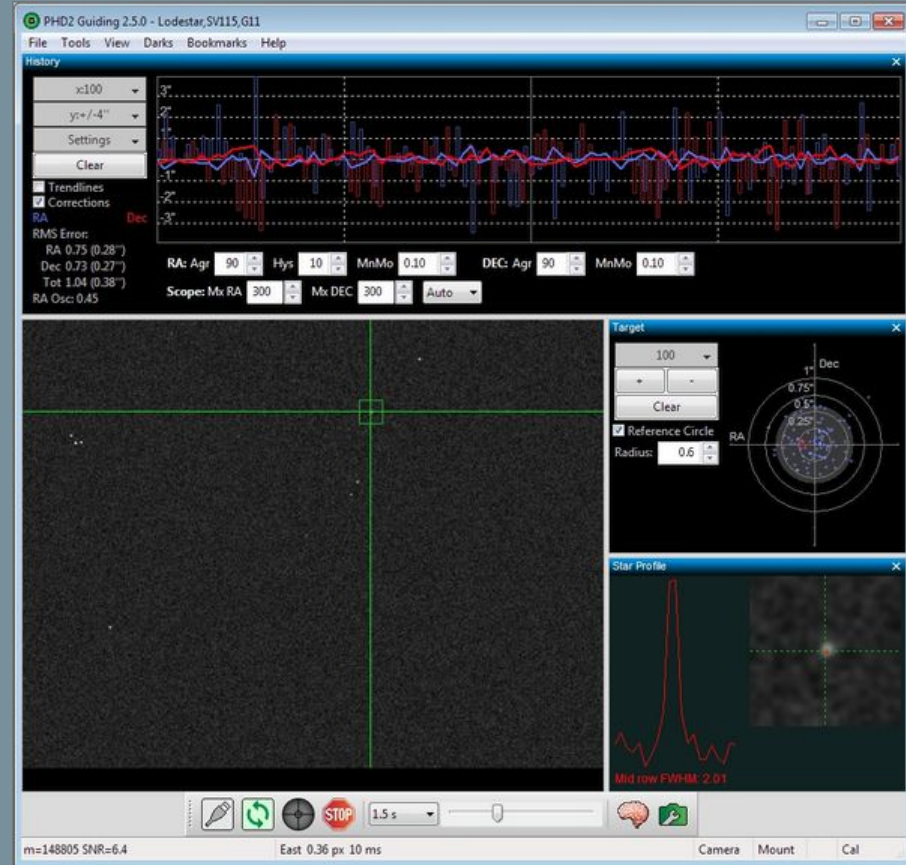 PHD2 Guiding 2.5.0 - Lodestar,SV115,G11
File Tools View Darks Bookmarks Help
History
x:100
y:+/-4"
Settings
Clear
Trendlines
Corrections
RA Dec
RMS Error:
RA 0.75 (0.28")
Dec 0.73 (0.27")
Tot 1.04 (0.38")
RA Osc: 0.45
3"
2"
1"
-1"
-2"
-3"
RA: Agr 90 Hys 10 MnMo 0.10 DEC: Agr 90 MnMo 0.10
Scope: Mx RA 300 Mx DEC 300 Auto
Target
100
+ -
Clear
Reference Circle
Radius: 0.6
Dec
1"
0.75"
0.5"
0.25"
RA
Star Profile
Mid row FWHM: 2.01
STOP 1.5 s
m=148805 SNR=6.4 East 0.36 px 10 ms Camera Mount Cal